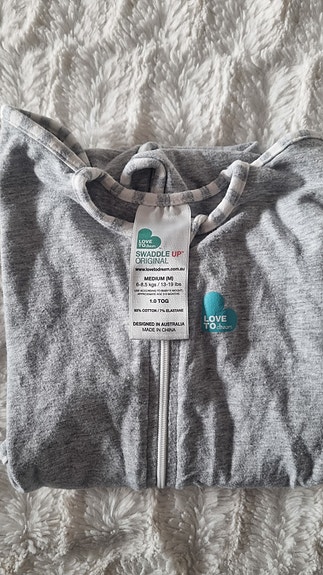 LOVE
TO dream
SWADDLE UP™
ORIGINAL
www.lovetodream.com.au
MEDIUM (M)
6-8.5 kgs / 13-19 lbs
1.0 TOG
93% COTTON / 7% ELASTANE
DESIGNED IN AUSTRALIA
MADE IN CHINA
LOVE
TO dream